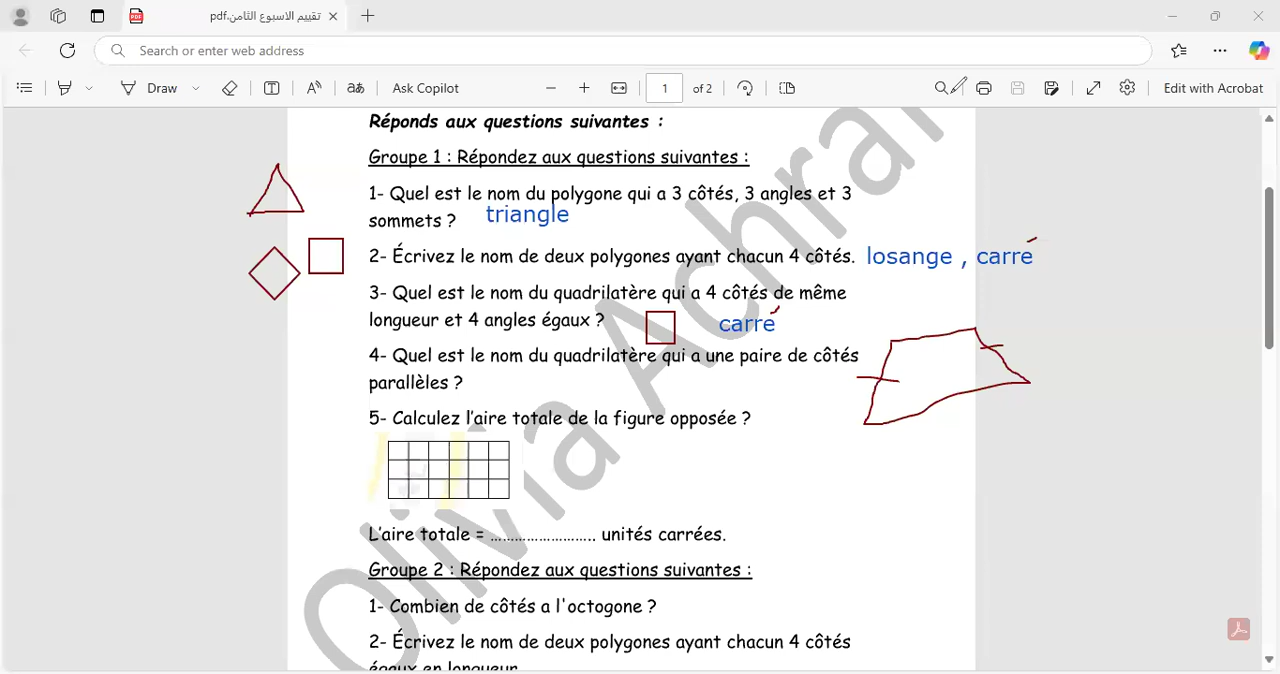 تقييم الاسبوع الثامن.pdf
Search or enter web address
Draw
Ask Copilot
1 of 2
Edit with Acrobat
Réponds aux questions suivantes :
Groupe 1 : Répondez aux questions suivantes :
1- Quel est le nom du polygone qui a 3 côtés, 3 angles et 3
sommets ? triangle
2- Écrivez le nom de deux polygones ayant chacun 4 côtés. losange , carré
3- Quel est le nom du quadrilatère qui a 4 côtés de même
longueur et 4 angles égaux ? carré
4- Quel est le nom du quadrilatère qui a une paire de côtés
parallèles ?
5- Calculez l'aire totale de la figure opposée ?
L'aire totale = ........................ unités carrées.
Groupe 2 : Répondez aux questions suivantes :
1- Combien de côtés a l'octogone ?
2- Écrivez le nom de deux polygones ayant chacun 4 côtés
égaux en longueur
Olivia Achraf